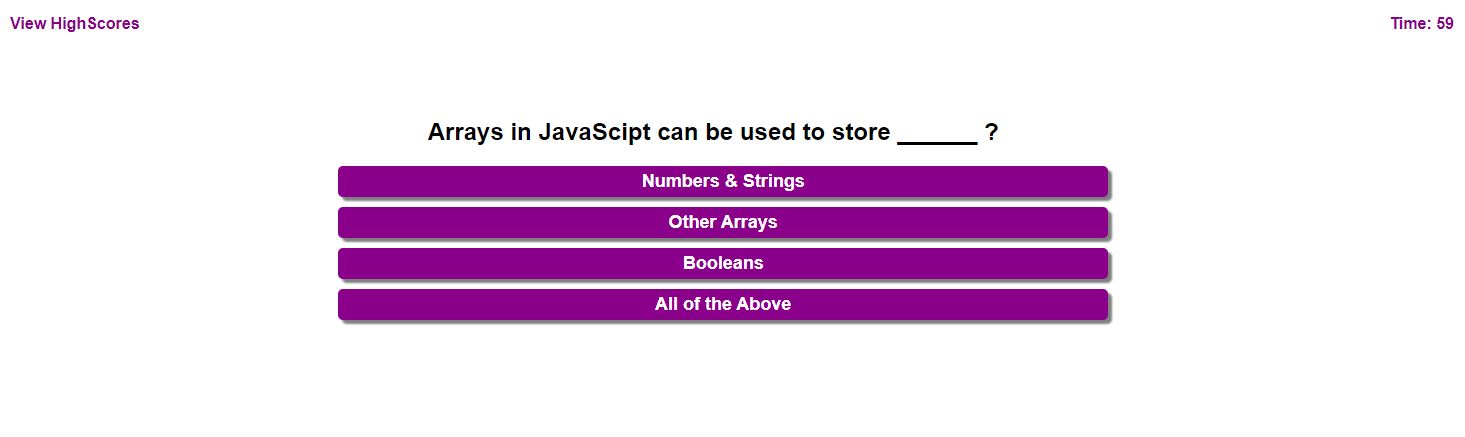 View HighScores
Time: 59
Arrays in JavaScipt can be used to store ______ ?
Numbers & Strings
Other Arrays
Booleans
All of the Above